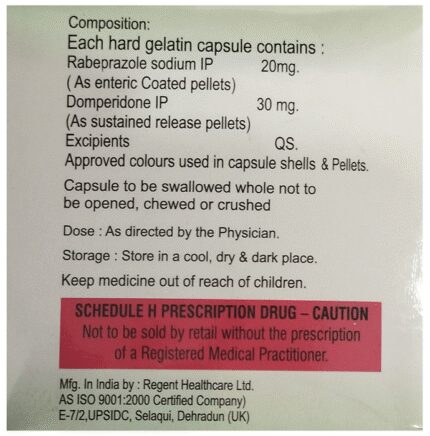 Composition:
Each hard gelatin capsule contains :
Rabeprazole sodium IP 20mg.
( As enteric Coated pellets)
Domperidone IP 30 mg.
(As sustained release pellets)
Excipients QS.
Approved colours used in capsule shells & Pellets.
Capsule to be swallowed whole not to
be opened, chewed or crushed
Dose : As directed by the Physician.
Storage : Store in a cool, dry & dark place.
Keep medicine out of reach of children.
SCHEDULE H PRESCRIPTION DRUG – CAUTION
Not to be sold by retail without the prescription
of a Registered Medical Practitioner.
Mfg. In India by : Regent Healthcare Ltd.
AS ISO 9001:2000 Certified Company)
E-7/2,UPSIDC, Selaqui, Dehradun (UK)